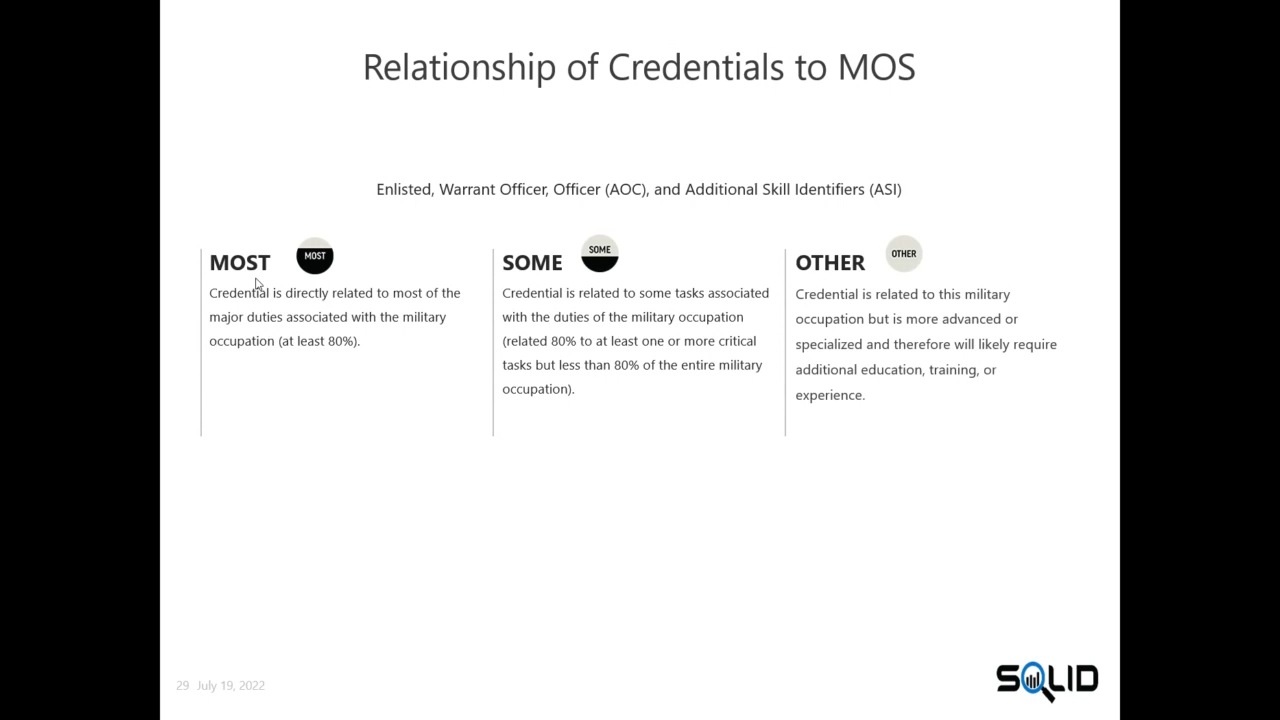 Relationship of Credentials to MOS
Enlisted, Warrant Officer, Officer (AOC), and Additional Skill Identifiers (ASI)
MOST
MOST
Credential is directly related to most of the
major duties associated with the military
occupation (at least 80%).
SOME
SOME
Credential is related to some tasks associated
with the duties of the military occupation
(related 80% to at least one or more critical
tasks but less than 80% of the entire military
occupation).
OTHER
OTHER
Credential is related to this military
occupation but is more advanced or
specialized and therefore will likely require
additional education, training, or
experience.
29 July 19, 2022
SQLID